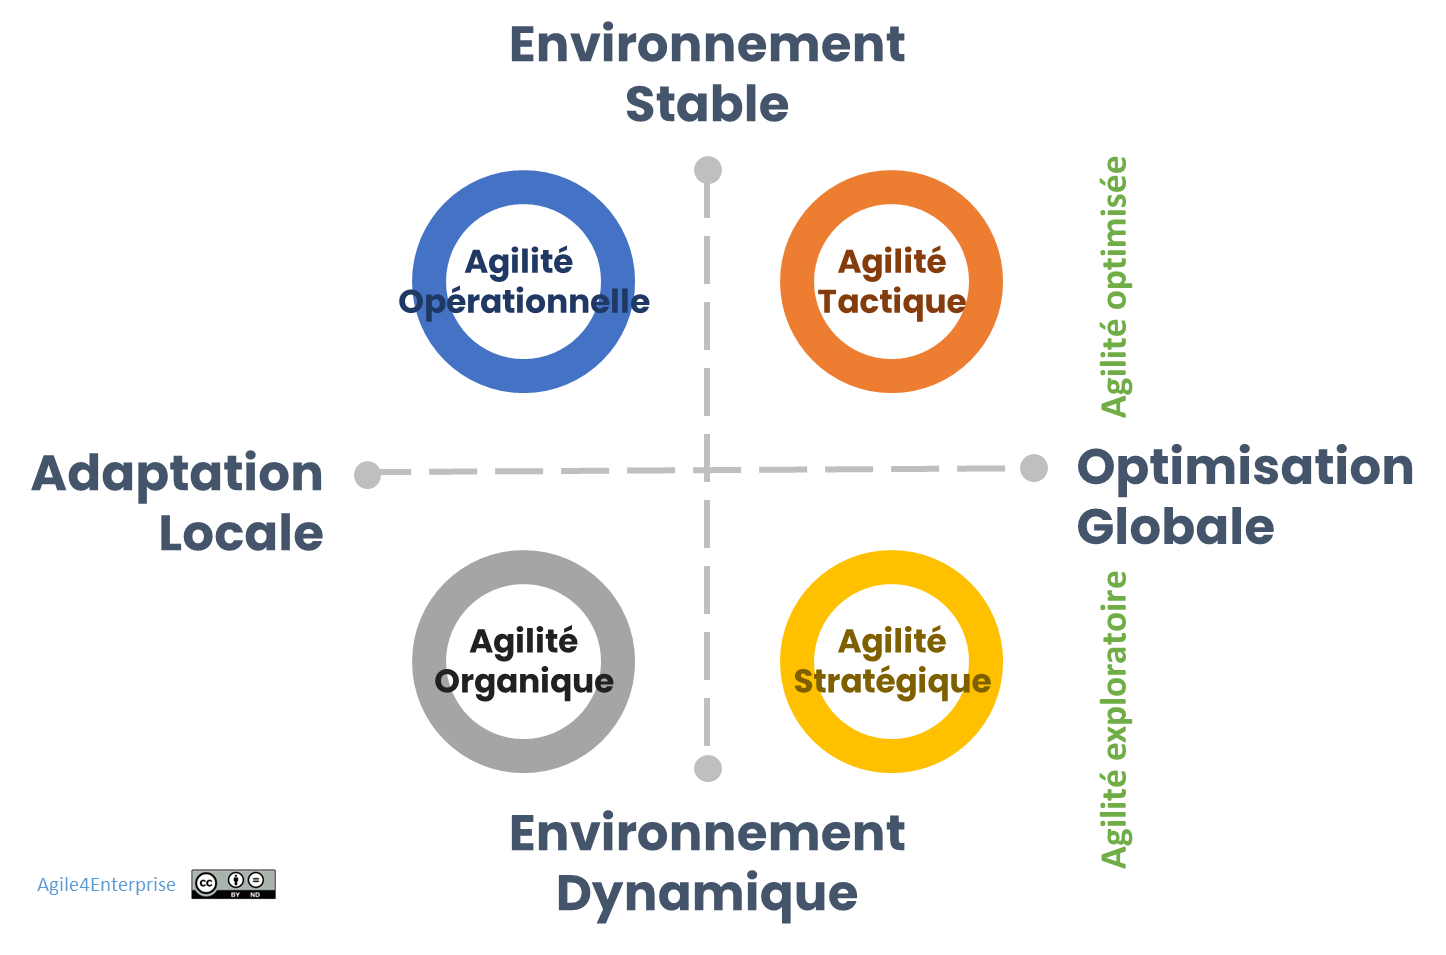 Environnement
Stable
Agilité
Opérationnelle
Agilité
Tactique
Agilité optimisée
Adaptation
Locale
Optimisation
Globale
Agilité
Organique
Agilité
Stratégique
Agilité exploratoire
Environnement
Dynamique
Agile4Enterprise
cc
BY ND